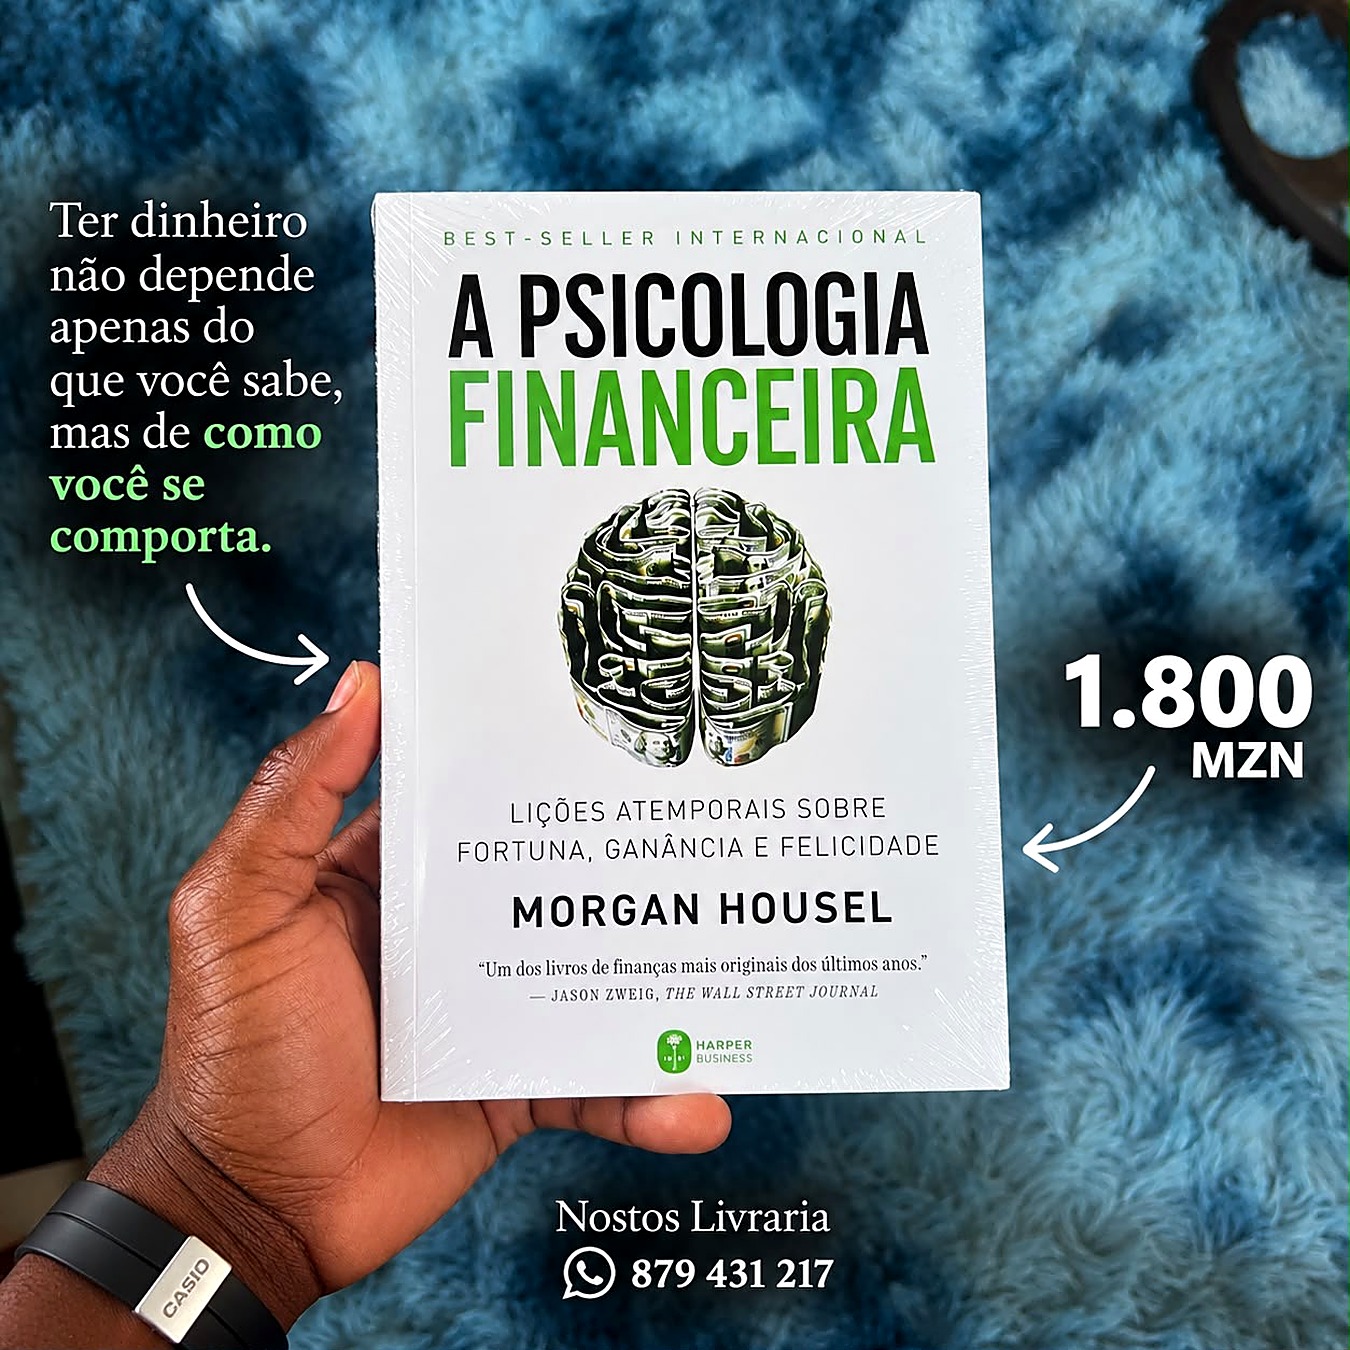 Ter dinheiro
não depende
apenas do
que você sabe,
mas de como
você se
comporta.
BEST-SELLER INTERNACIONAL
A PSICOLOGIA
FINANCEIRA
LIÇÕES ATEMPORAIS SOBRE
FORTUNA, GANÂNCIA E FELICIDADE
MORGAN HOUSEL
“Um dos livros de finanças mais originais dos últimos anos.”
— JASON ZWEIG, THE WALL STREET JOURNAL
HARPER
BUSINESS
1.800
MZN
CASIO
Nostos Livraria
879 431 217